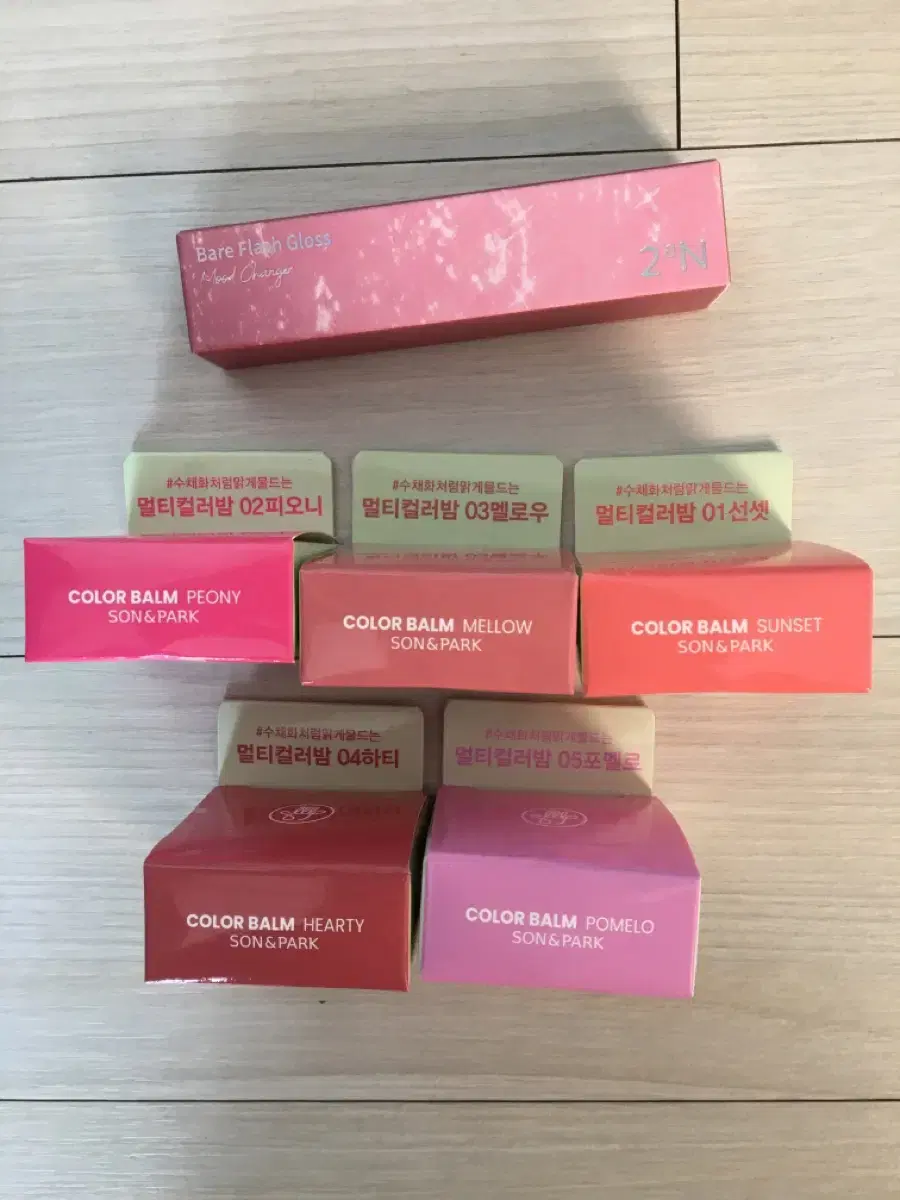 Bare Flash Gloss
Mood Changer
2aN
#수채화처럼맑게물드는
멀티컬러밤 02피오니
COLOR BALM PEONY
SON&PARK
#수채화처럼맑게물드는
멀티컬러밤 03멜로우
COLOR BALM MELLOW
SON&PARK
#수채화처럼맑게물드는
멀티컬러밤 01선셋
COLOR BALM SUNSET
SON&PARK
#수채화처럼맑게물드는
멀티컬러밤 04하티
COLOR BALM HEARTY
SON&PARK
#수채화처럼맑게물드는
멀티컬러밤 05포멜로
COLOR BALM POMELO
SON&PARK